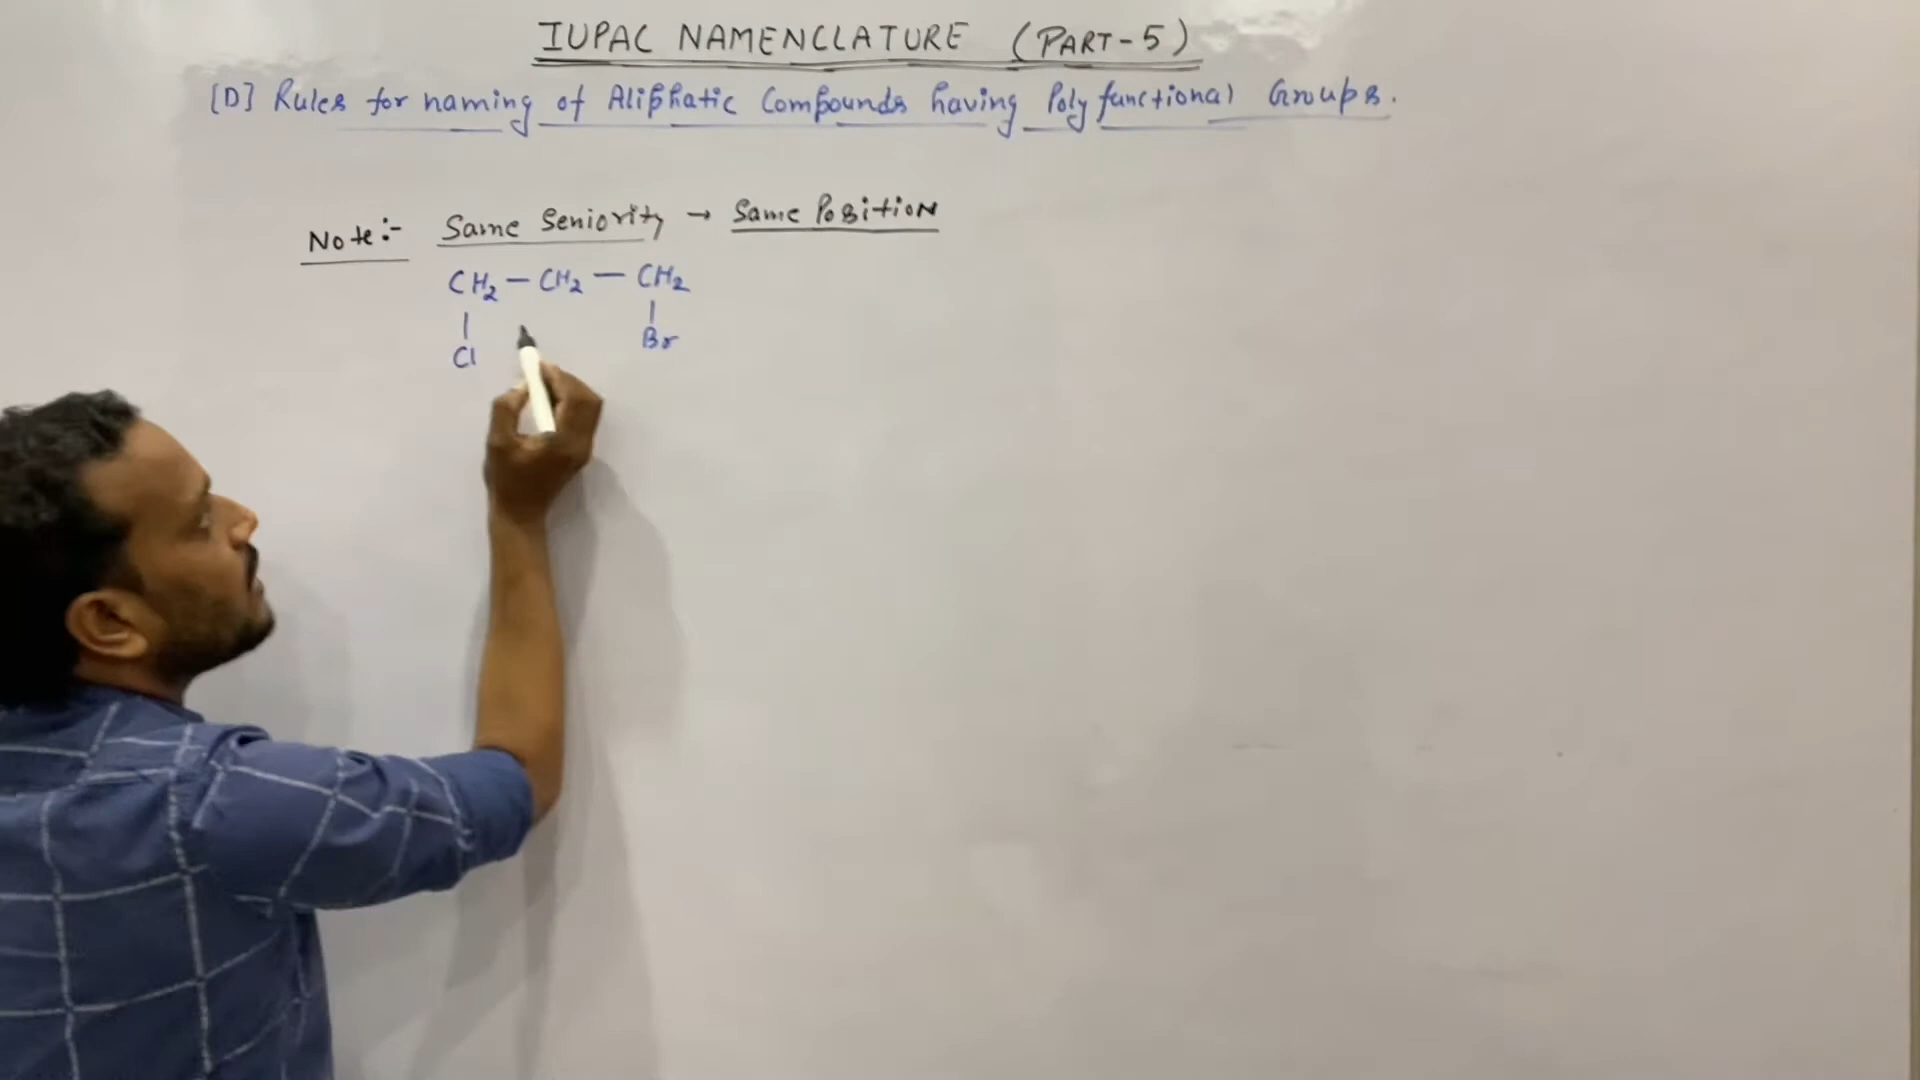 IUPAC NAMENCLATURE (PART-5)
[D] Rules for naming of Aliphatic Compounds having Poly functional Groups.
Note:- Same Seniority → Same Position
CH₂ — CH₂ — CH₂
| |
Cl Br